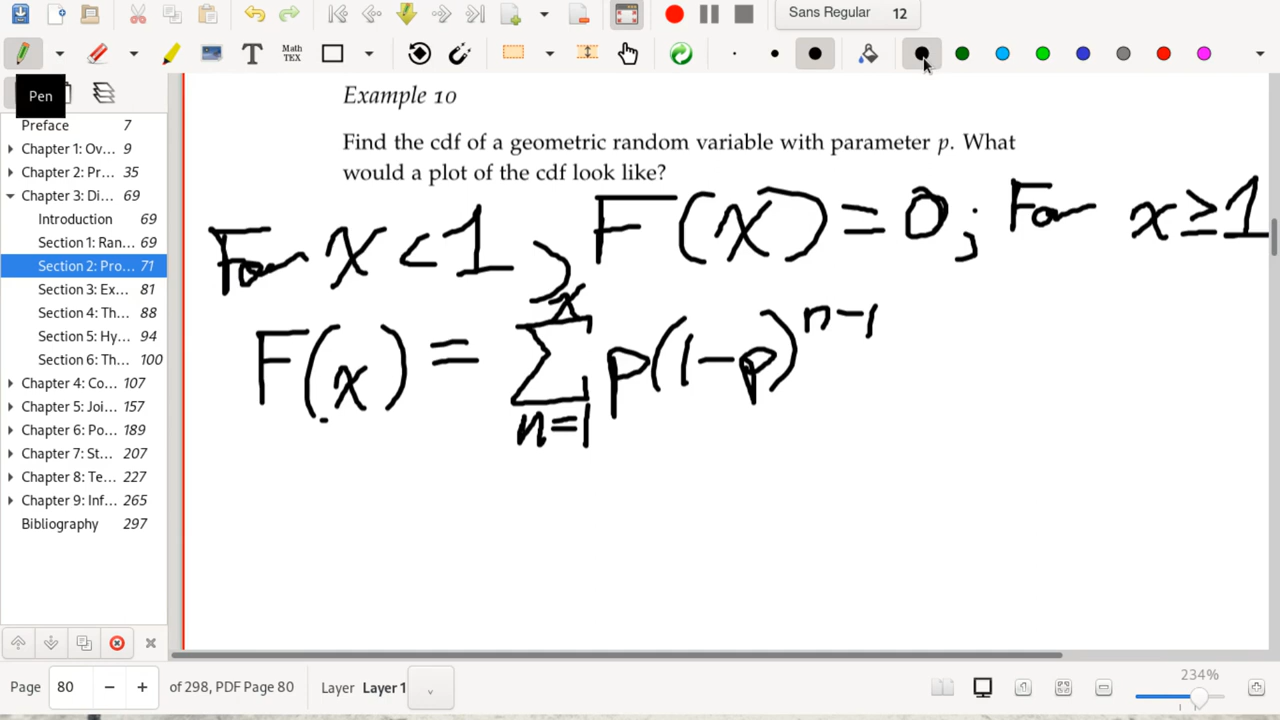 Sans Regular 12
T Math TEX
Pen
Preface 7
Chapter 1: Ov... 9
Chapter 2: Pr... 35
Chapter 3: Di... 69
Introduction 69
Section 1: Ran... 69
Section 2: Pro... 71
Section 3: Ex... 81
Section 4: Th... 88
Section 5: Hy... 94
Section 6: Th... 100
Chapter 4: Co... 107
Chapter 5: Joi... 157
Chapter 6: Po... 189
Chapter 7: St... 207
Chapter 8: Te... 227
Chapter 9: Inf... 265
Bibliography 297
Example 10
Find the cdf of a geometric random variable with parameter p. What
would a plot of the cdf look like?
For x < 1, F(x) = 0; For x ≥ 1
F(x) = ∑_{n=1}^{x} p(1-p)^{n-1}
Page 80 of 298, PDF Page 80 Layer Layer 1 234%